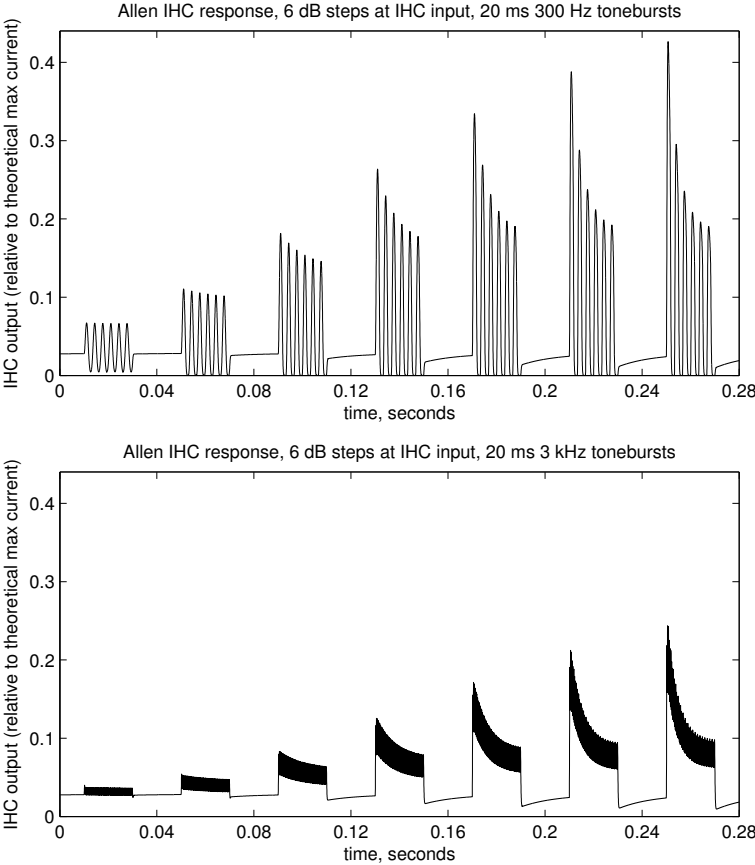 Allen IHC response, 6 dB steps at IHC input, 20 ms 300 Hz tonebursts
IHC output (relative to theoretical max current)
0.4
0.3
0.2
0.1
0
0 0.04 0.08 0.12 0.16 0.2 0.24 0.28
time, seconds
Allen IHC response, 6 dB steps at IHC input, 20 ms 3 kHz tonebursts
IHC output (relative to theoretical max current)
0.4
0.3
0.2
0.1
0
0 0.04 0.08 0.12 0.16 0.2 0.24 0.28
time, seconds